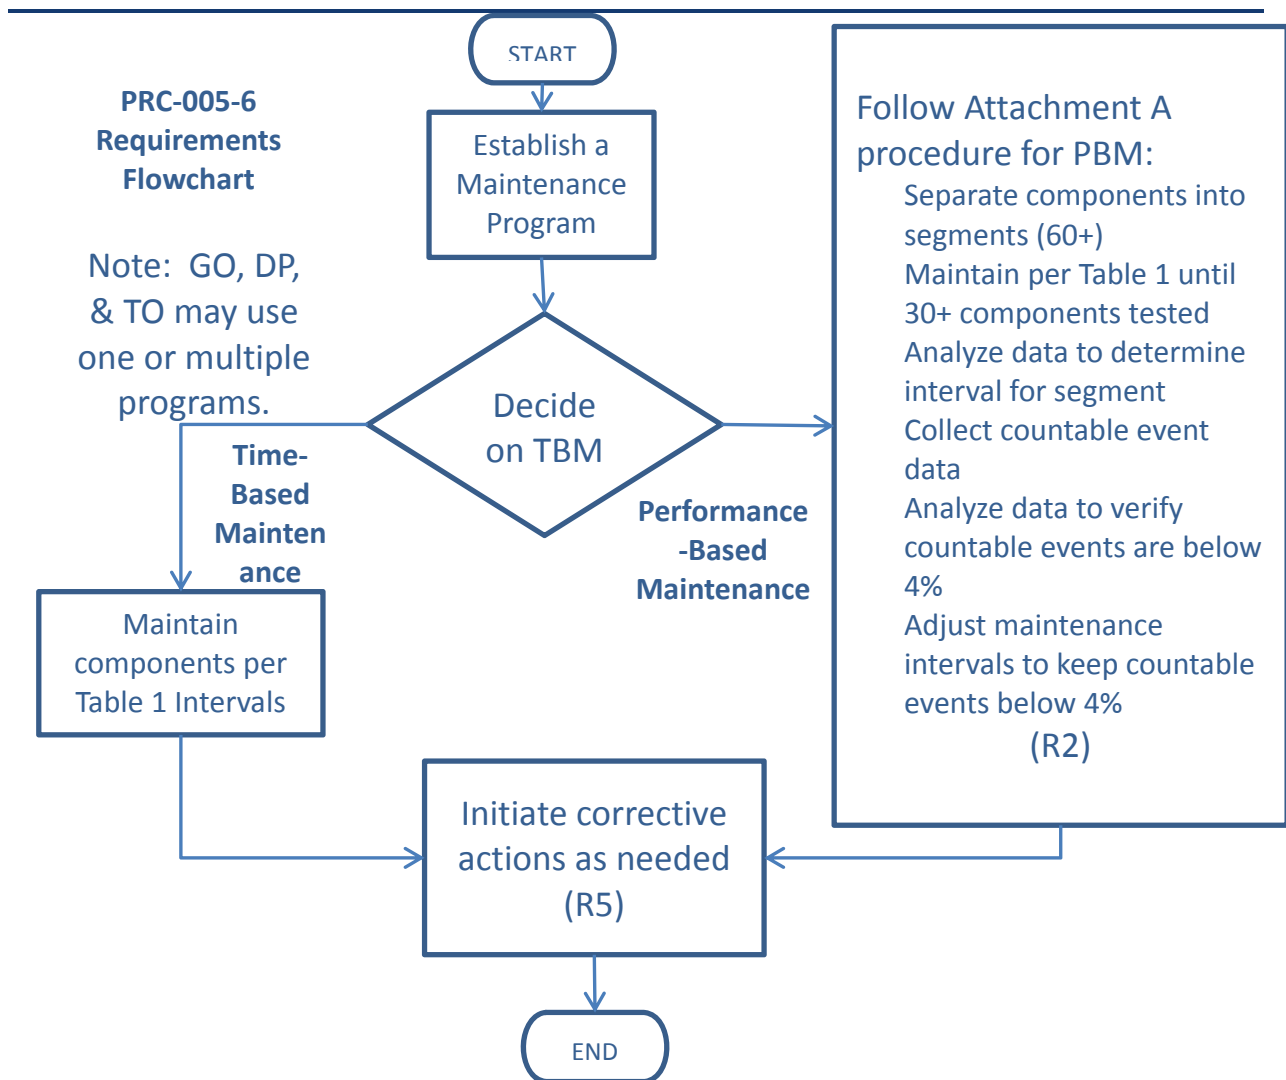 START
PRC-005-6
Requirements
Flowchart
Establish a
Maintenance
Program
Note:  GO, DP,
& TO may use
one or multiple
programs.
Decide
on TBM
Time-
Based
Mainten
ance
Performance
-Based
Maintenance
Follow Attachment A
procedure for PBM:
Separate components into
segments (60+)
Maintain per Table 1 until
30+ components tested
Analyze data to determine
interval for segment
Collect countable event
data
Analyze data to verify
countable events are below
4%
Adjust maintenance
intervals to keep countable
events below 4%
(R2)
Maintain
components per
Table 1 Intervals
Initiate corrective
actions as needed
(R5)
END